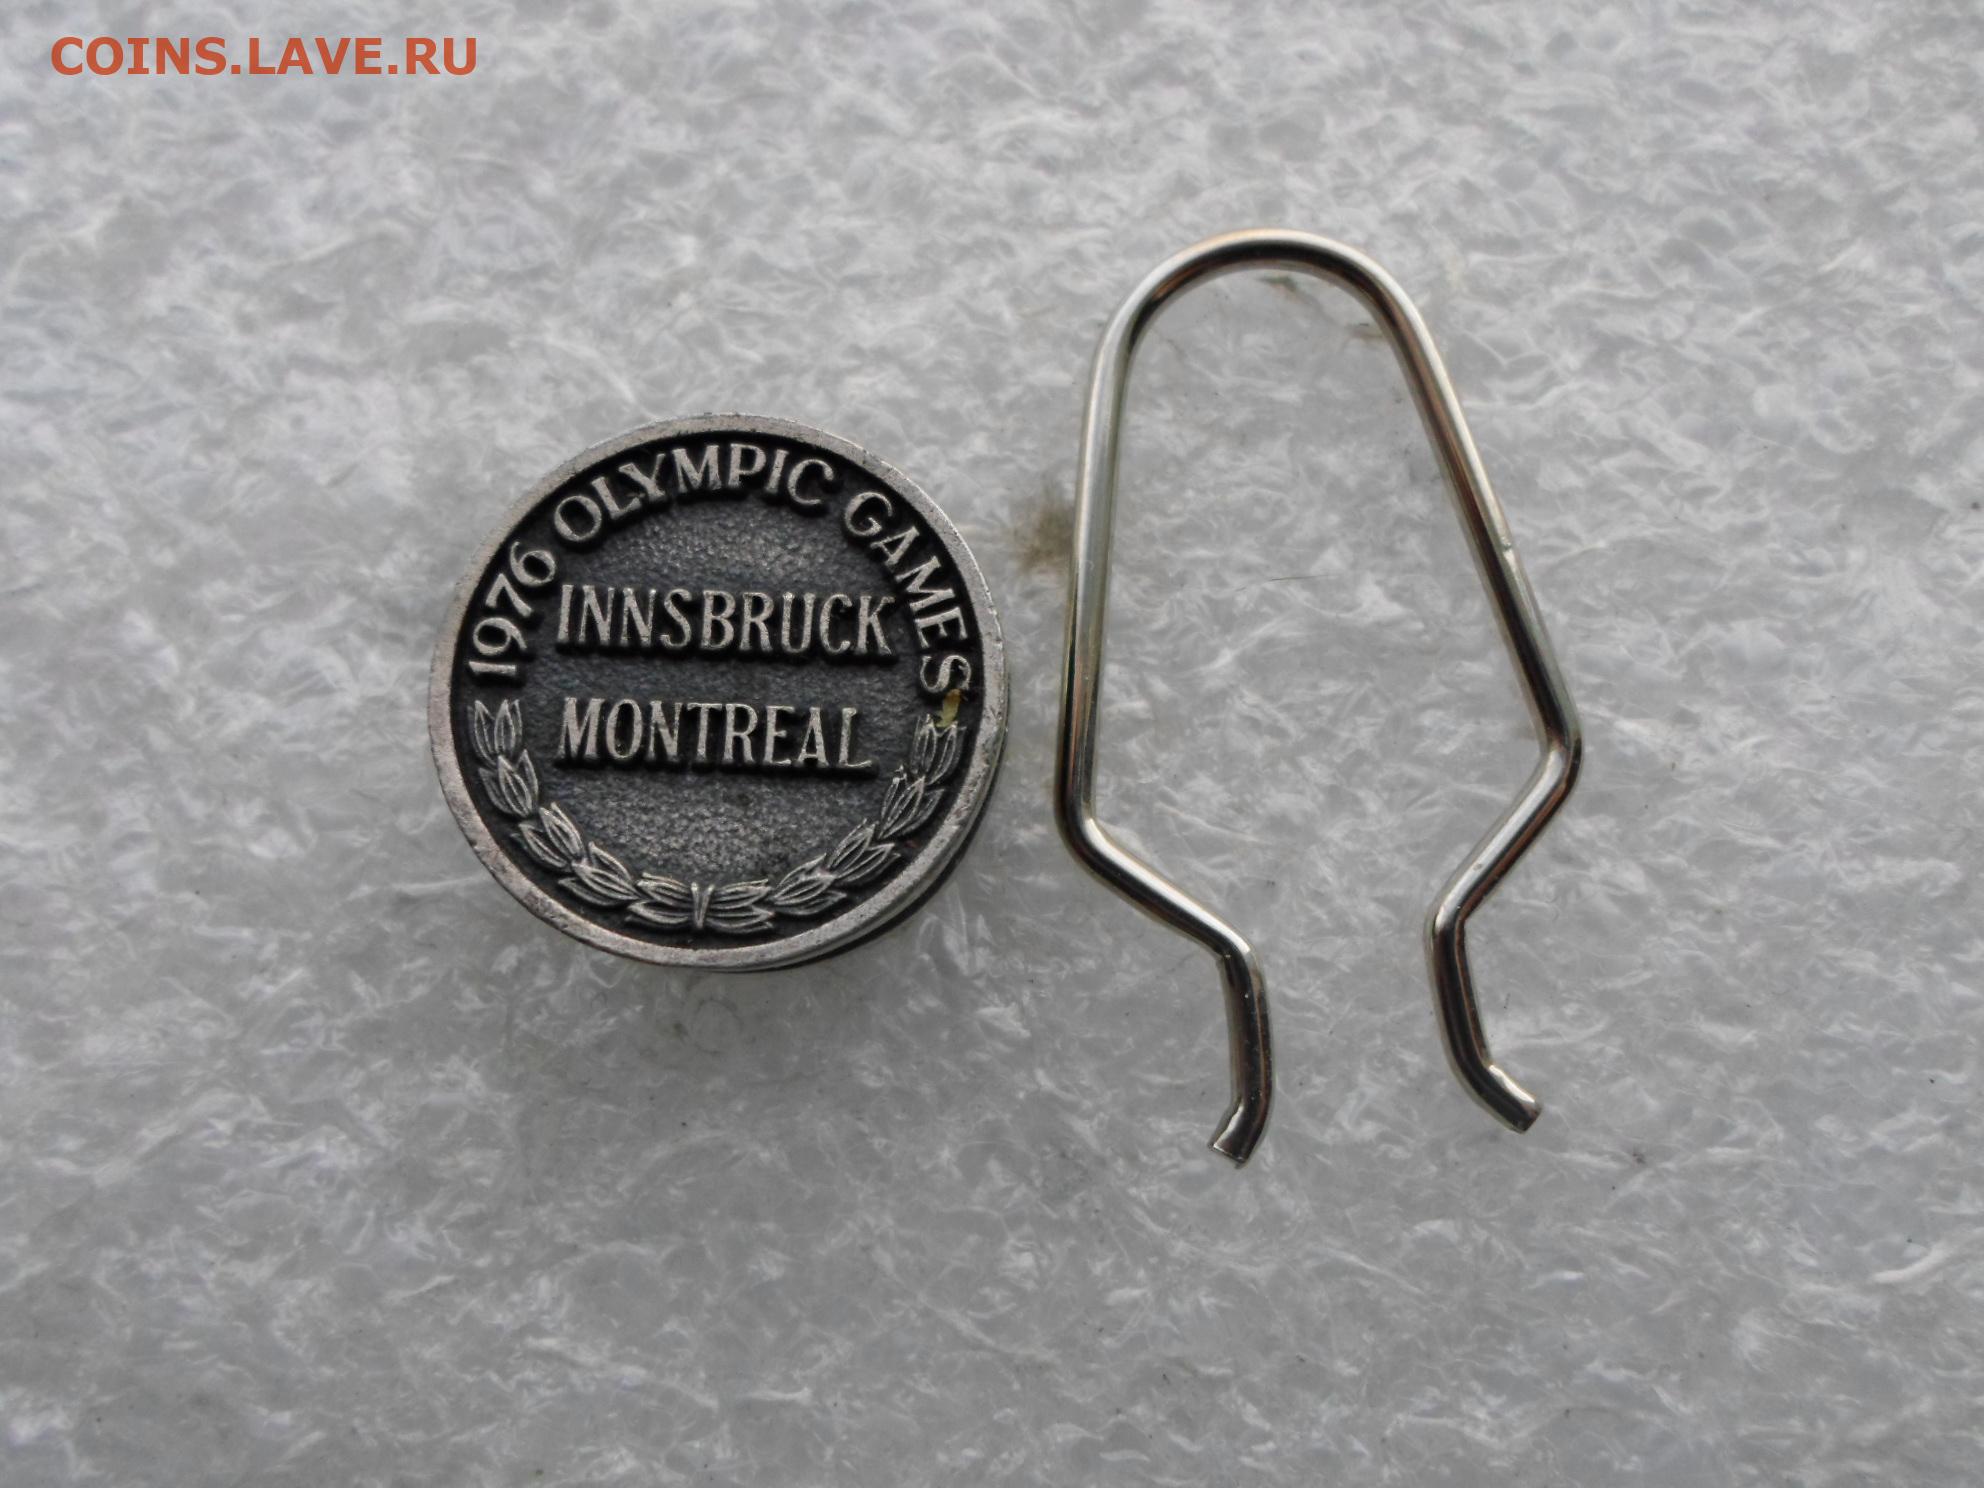 COINS.LAVE.RU
1976 OLYMPIC GAMES
INNSBRUCK
MONTREAL